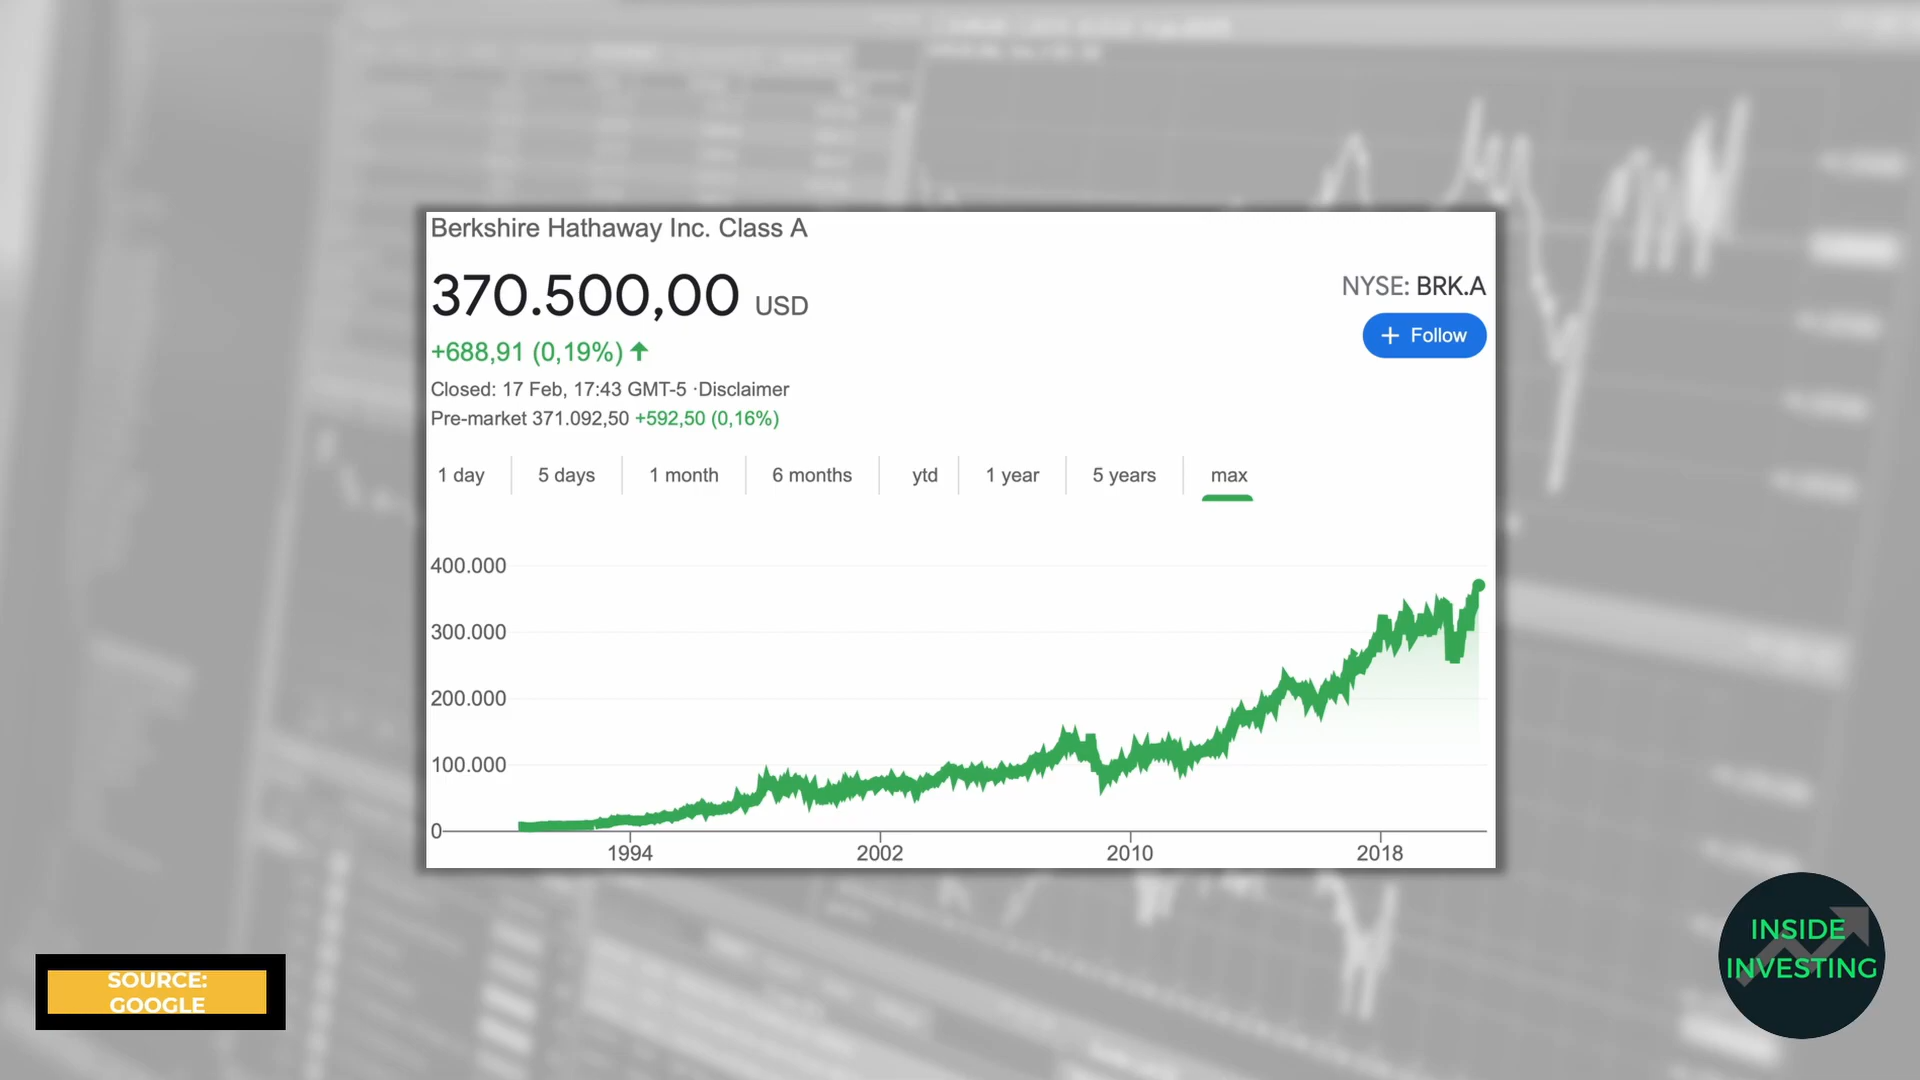 Berkshire Hathaway Inc. Class A
370.500,00 USD
NYSE: BRK.A
+ Follow
+688,91 (0,19%)
Closed: 17 Feb, 17:43 GMT-5 ·Disclaimer
Pre-market 371.092,50 +592,50 (0,16%)
1 day 5 days 1 month 6 months ytd 1 year 5 years max
400.000
300.000
200.000
100.000
0
1994 2002 2010 2018
SOURCE:
GOOGLE
INSIDE
INVESTING